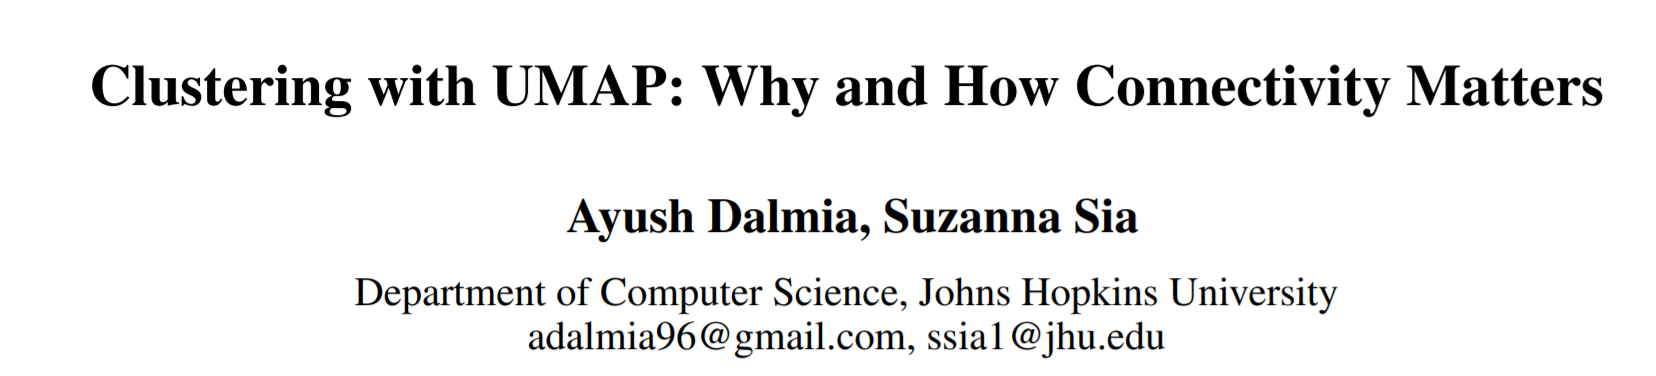 Clustering with UMAP: Why and How Connectivity Matters
Ayush Dalmia, Suzanna Sia
Department of Computer Science, Johns Hopkins University
adalmia96@gmail.com, ssia1@jhu.edu